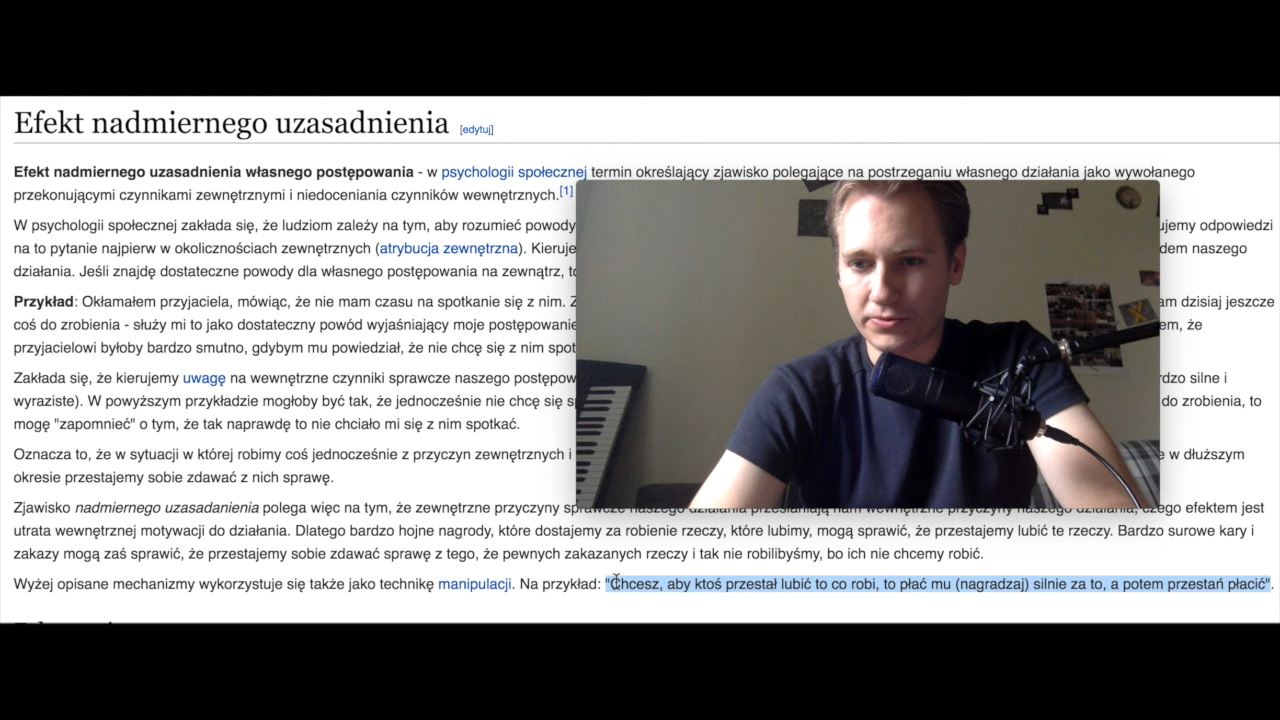 Efekt nadmiernego uzasadnienia [edytuj]
Efekt nadmiernego uzasadnienia własnego postępowania - w psychologii społecznej termin określający zjawisko polegające na postrzeganiu własnego działania jako wywołanego
przekonującymi czynnikami zewnętrznymi i niedoceniania czynników wewnętrznych.[1]
W psychologii społecznej zakłada się, że ludziom zależy na tym, aby rozumieć powody ujemy odpowiedzi
na to pytanie najpierw w okolicznościach zewnętrznych (atrybucja zewnętrzna). Kieruje dem naszego
działania. Jeśli znajdę dostateczne powody dla własnego postępowania na zewnątrz, to
Przykład: Okłamałem przyjaciela, mówiąc, że nie mam czasu na spotkanie się z nim. Z am dzisiaj jeszcze
coś do zrobienia - służy mi to jako dostateczny powód wyjaśniający moje postępowanie em, że
przyjacielowi byłoby bardzo smutno, gdybym mu powiedział, że nie chcę się z nim spot
Zakłada się, że kierujemy uwagę na wewnętrzne czynniki sprawcze naszego postępow rdzo silne i
wyraziste). W powyższym przykładzie mogłoby być tak, że jednocześnie nie chcę się s do zrobienia, to
mogę "zapomnieć" o tym, że tak naprawdę to nie chciało mi się z nim spotkać.
Oznacza to, że w sytuacji w której robimy coś jednocześnie z przyczyn zewnętrznych i e w dłuższym
okresie przestajemy sobie zdawać z nich sprawę.
Zjawisko nadmiernego uzasadanienia polega więc na tym, że zewnętrzne przyczyny sprawcze naszego działania przesłaniają nam wewnętrzne przyczyny naszego działania, czego efektem jest
utrata wewnętrznej motywacji do działania. Dlatego bardzo hojne nagrody, które dostajemy za robienie rzeczy, które lubimy, mogą sprawić, że przestajemy lubić te rzeczy. Bardzo surowe kary i
zakazy mogą zaś sprawić, że przestajemy sobie zdawać sprawę z tego, że pewnych zakazanych rzeczy i tak nie robilibyśmy, bo ich nie chcemy robić.
Wyżej opisane mechanizmy wykorzystuje się także jako technikę manipulacji. Na przykład: "Chcesz, aby ktoś przestał lubić to co robi, to płać mu (nagradzaj) silnie za to, a potem przestań płacić".